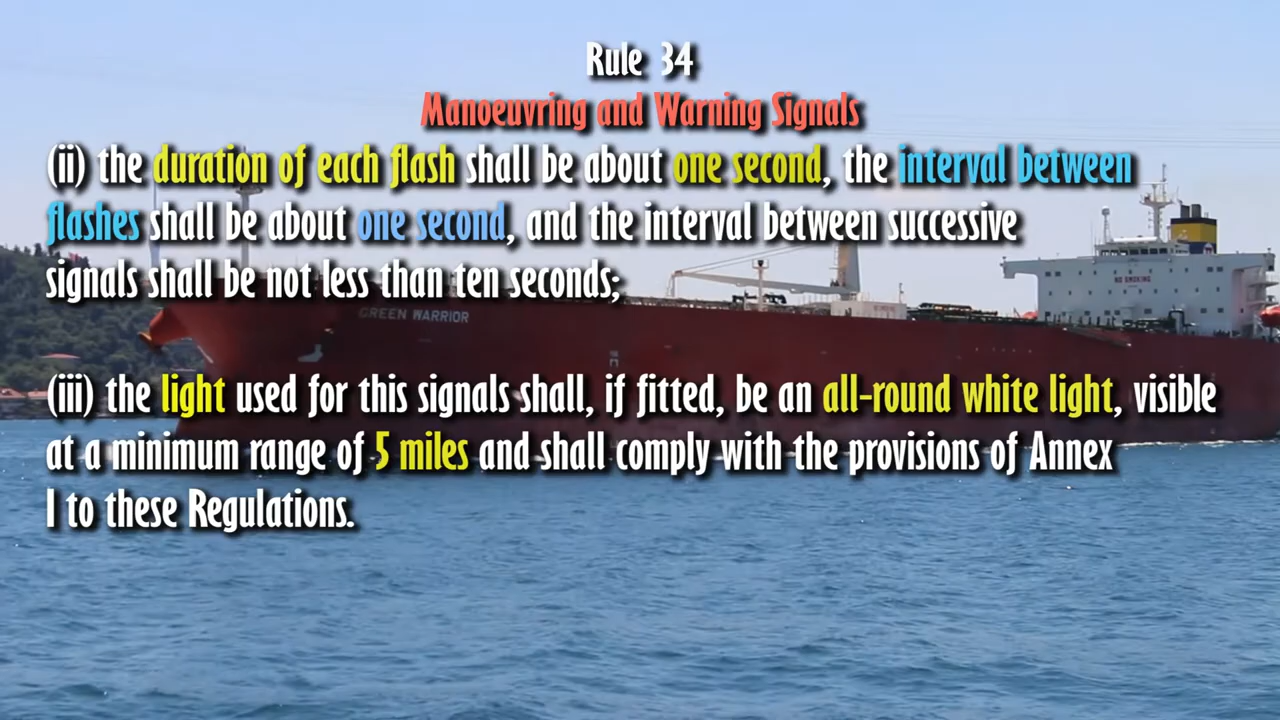 Rule 34
Manoeuvring and Warning Signals
(ii) the duration of each flash shall be about one second, the interval between
flashes shall be about one second, and the interval between successive
signals shall be not less than ten seconds;
NO SMOKING
GREEN WARRIOR
(iii) the light used for this signals shall, if fitted, be an all-round white light, visible
at a minimum range of 5 miles and shall comply with the provisions of Annex
I to these Regulations.